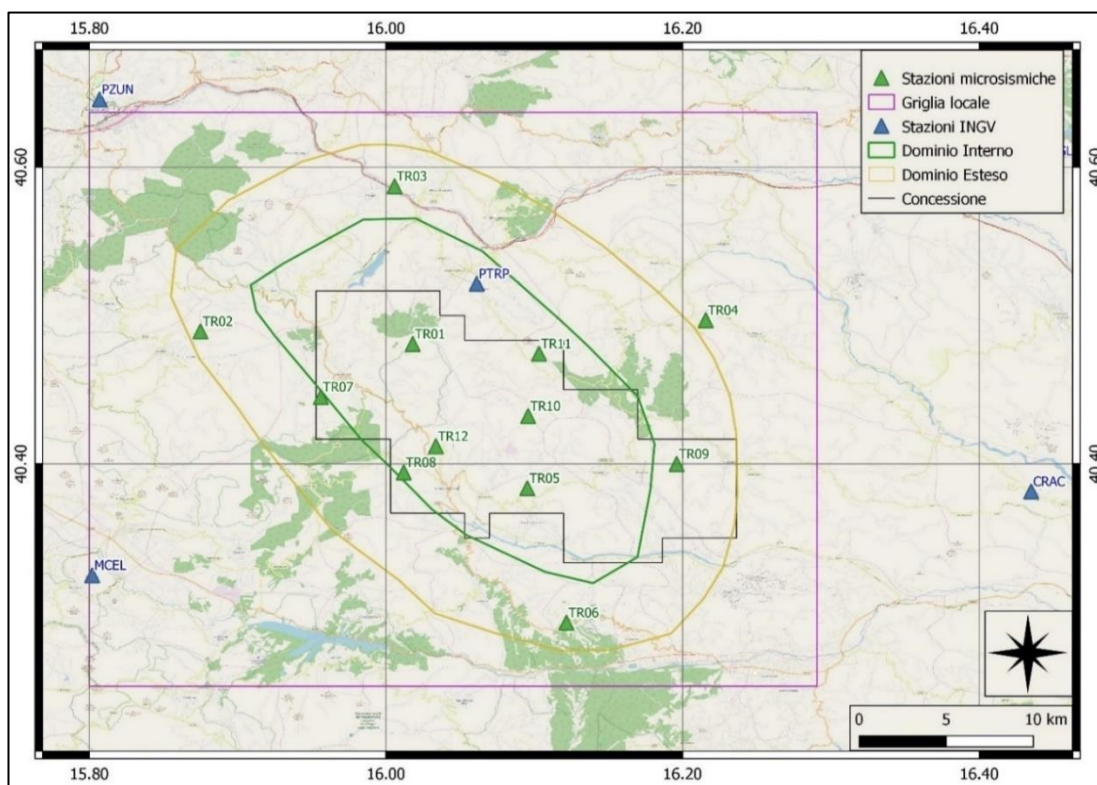 15.80 16.00 16.20 16.40
PZUN
Stazioni microsismiche
Griglia locale
Stazioni INGV
Dominio Interno
Dominio Esteso
Concessione
40.60 40.60
TR03
PTRP
TR02
TR01
TR04
TR11
TR07
TR10
TR12
40.40 40.40
TR08
TR09
TR05
CRAC
MCEL
TR06
0 5 10 km
15.80 16.00 16.20 16.40